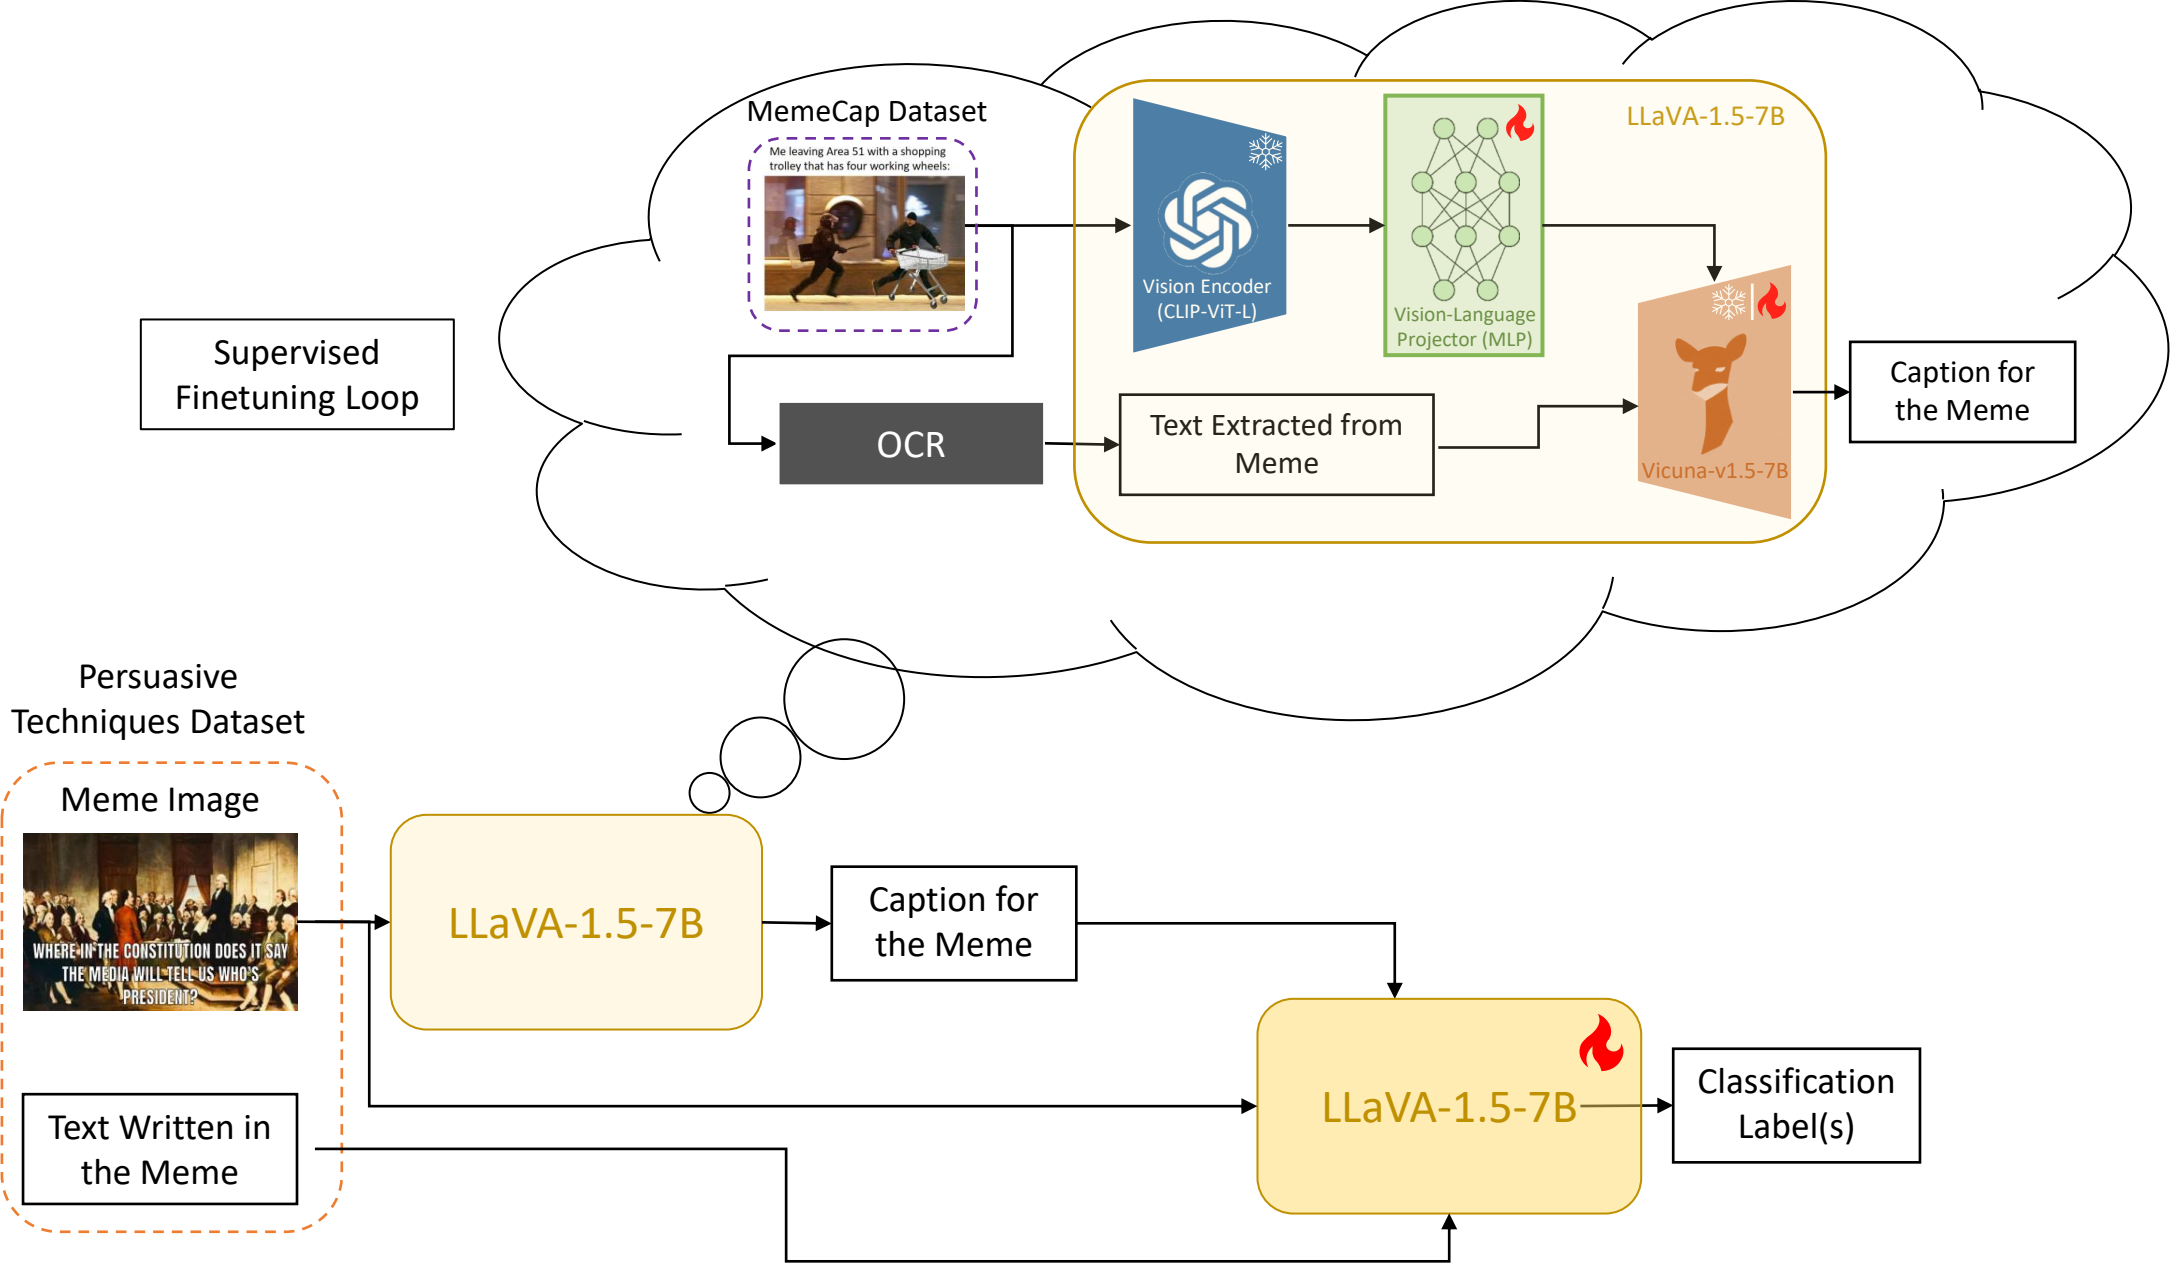 MemeCap Dataset
Me leaving Area 51 with a shopping
trolley that has four working wheels:
LLaVA-1.5-7B
Vision Encoder
(CLIP-ViT-L)
Vision-Language
Projector (MLP)
Supervised
Finetuning Loop
OCR
Text Extracted from
Meme
Vicuna-v1.5-7B
Caption for
the Meme
Persuasive
Techniques Dataset
Meme Image
WHERE IN THE CONSTITUTION DOES IT SAY
THE MEDIA WILL TELL US WHO'S
PRESIDENT?
Text Written in
the Meme
LLaVA-1.5-7B
Caption for
the Meme
LLaVA-1.5-7B
Classification
Label(s)